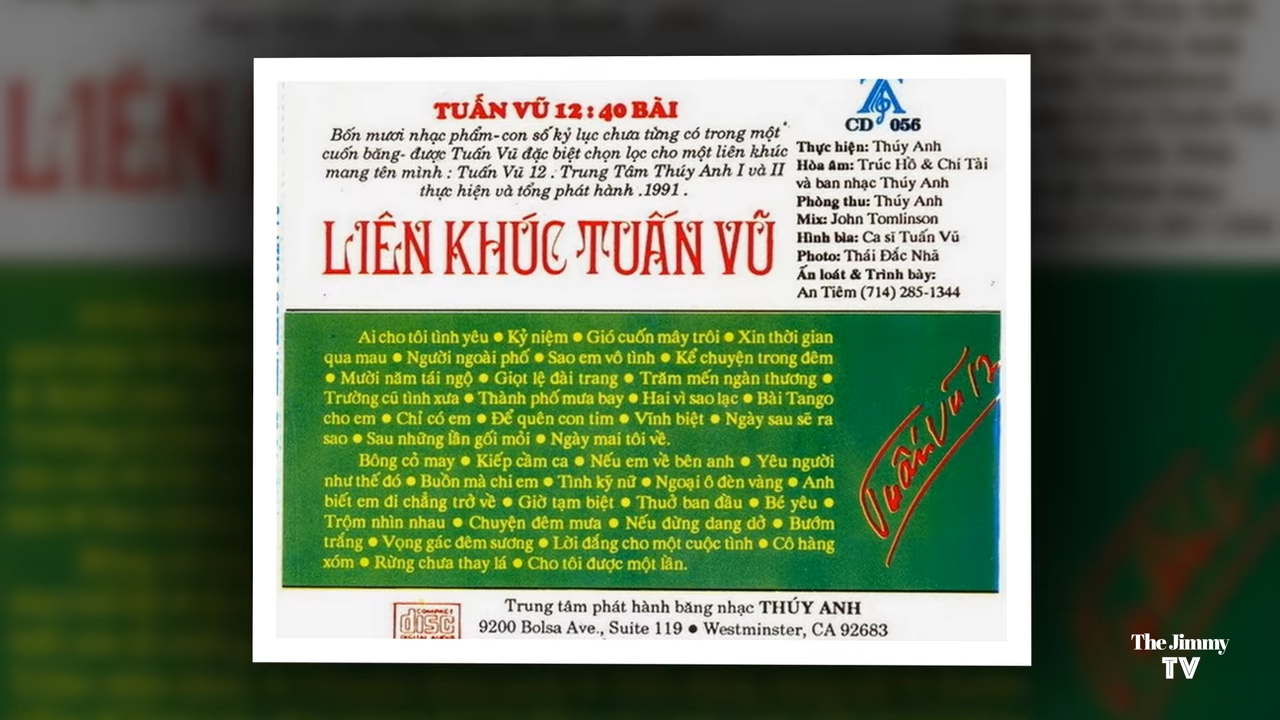 TUẤN VŨ 12 : 40 BÀI
Bốn mươi nhạc phẩm-con số kỷ lục chưa từng có trong một
cuốn băng- được Tuấn Vũ đặc biệt chọn lọc cho một liên khúc
mang tên mình : Tuấn Vũ 12 . Trung Tâm Thúy Anh I và II
thực hiện và tổng phát hành .1991 .
LIÊN KHÚC TUẤN VŨ
CD 056
Thực hiện: Thúy Anh
Hòa âm: Trúc Hồ & Chí Tài
và ban nhạc Thúy Anh
Phòng thu: Thúy Anh
Mix: John Tomlinson
Hình bìa: Ca sĩ Tuấn Vũ
Photo: Thái Đắc Nhã
Ấn loát & Trình bày:
An Tiêm (714) 285-1344
Ai cho tôi tình yêu ● Kỷ niệm ● Gió cuốn mây trôi ● Xin thời gian
qua mau ● Người ngoài phố ● Sao em vô tình ● Kể chuyện trong đêm
● Mười năm tái ngộ ● Giọt lệ đài trang ● Trăm mến ngàn thương ●
Trường cũ tình xưa ● Thành phố mưa bay ● Hai vì sao lạc ● Bài Tango
cho em ● Chỉ có em ● Để quên con tim ● Vĩnh biệt ● Ngày sau sẽ ra
sao ● Sau những lần gối mỏi ● Ngày mai tôi về.
Bông cỏ may ● Kiếp cầm ca ● Nếu em về bên anh ● Yêu người
như thế đó ● Buồn mà chi em ● Tình kỹ nữ ● Ngoại ô đèn vàng ● Anh
biết em đi chẳng trở về ● Giờ tạm biệt ● Thuở ban đầu ● Bé yêu ●
Trộm nhìn nhau ● Chuyện đêm mưa ● Nếu đừng dang dở ● Bướm
trắng ● Vọng gác đêm sương ● Lời đắng cho một cuộc tình ● Cô hàng
xóm ● Rừng chưa thay lá ● Cho tôi được một lần.
Tuấn Vũ 12
COMPACT
disc
DIGITAL AUDIO
Trung tâm phát hành băng nhạc THÚY ANH
9200 Bolsa Ave., Suite 119 ● Westminster, CA 92683
The Jimmy
TV